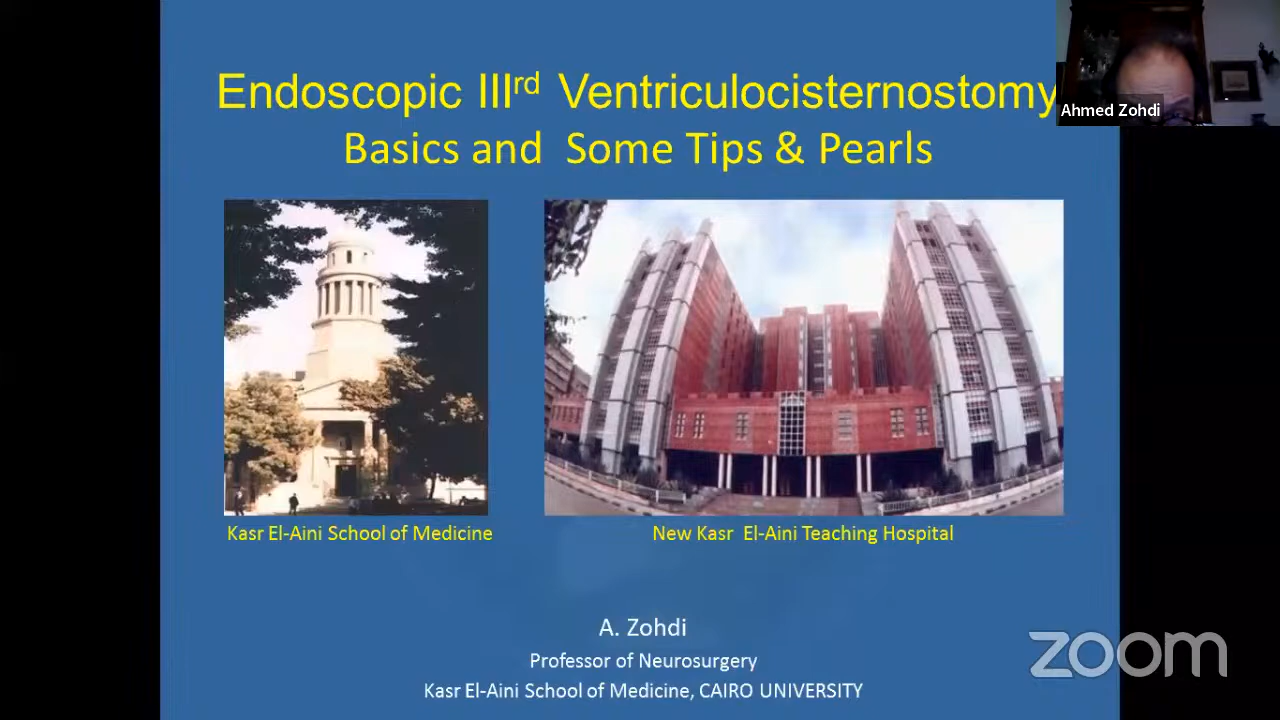 Endoscopic IIIrd Ventriculocisternostomy
Basics and Some Tips & Pearls
Ahmed Zohdi
Kasr El-Aini School of Medicine
New Kasr El-Aini Teaching Hospital
A. Zohdi
Professor of Neurosurgery
Kasr El-Aini School of Medicine, CAIRO UNIVERSITY
zoom